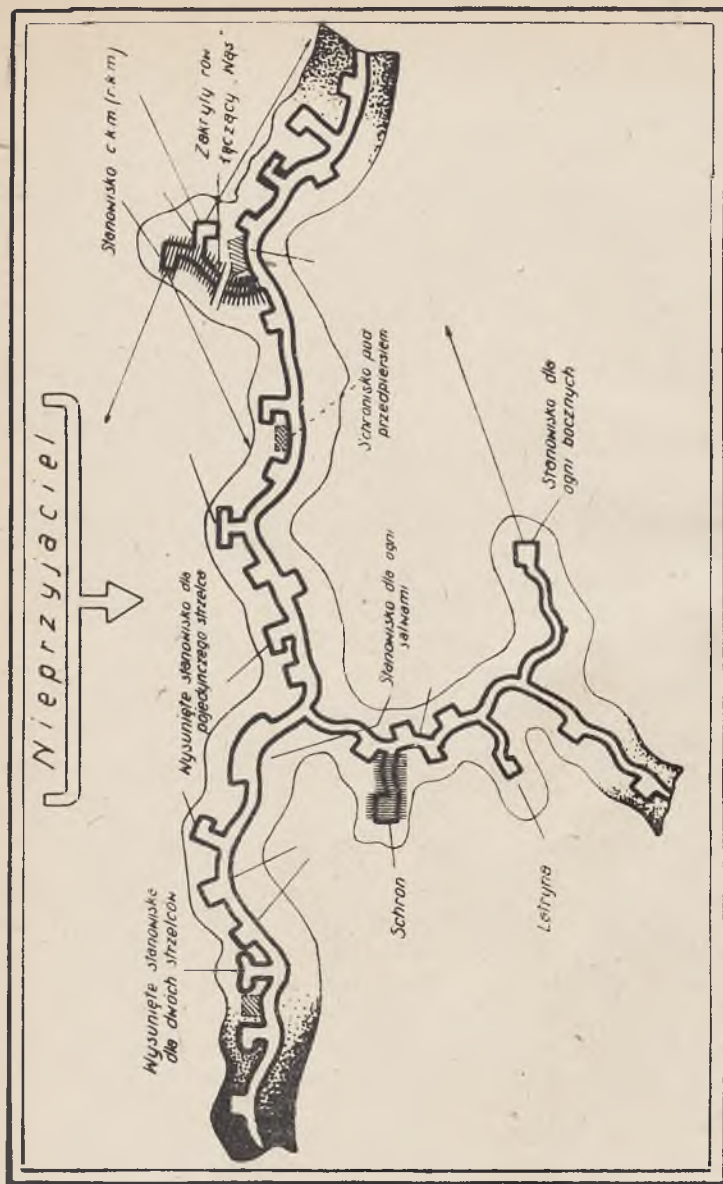 Nieprzyjaciel
Wysunięte stanowisko
dla dwóch strzelców
Wysunięte stanowisko dla
pojedynczego strzelca
Stanowisko ckm (rkm)
Zakryty rów
łączący „Wąs”
Schronisko pod
przedpiersiem
Stanowisko dla ogni
salwami
Schron
Latryna
Stanowisko dla
ogni bocznych